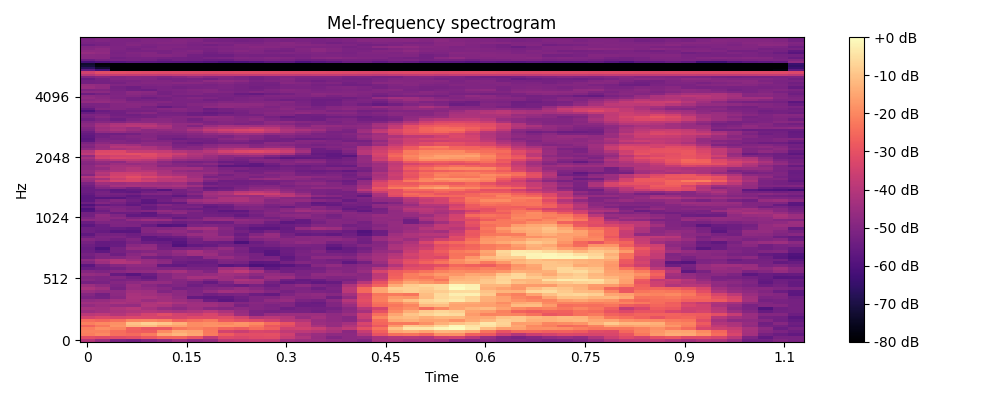 Mel-frequency spectrogram
+0 dB
-10 dB
-20 dB
-30 dB
-40 dB
-50 dB
-60 dB
-70 dB
-80 dB
4096
2048
1024
512
0
Hz
0 0.15 0.3 0.45 0.6 0.75 0.9 1.1
Time